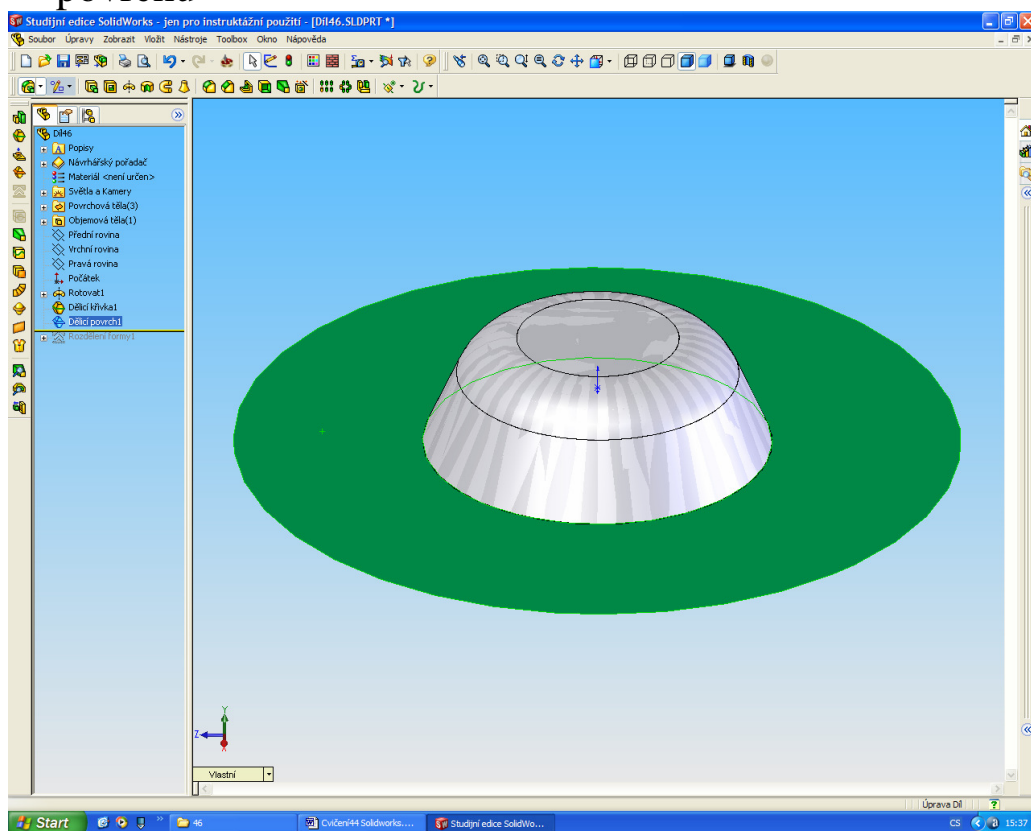 povrchu
Studijní edice SolidWorks - jen pro instruktážní použití - [Díl46.SLDPRT *]
Soubor Úpravy Zobrazit Vložit Nástroje Toolbox Okno Nápověda
Díl46
Popisy
Návrhářský pořadač
Materiál <není určen>
Světla a Kamery
Povrchová těla(3)
Objemová těla(1)
Přední rovina
Vrchní rovina
Pravá rovina
Počátek
Rotovat1
Dělicí křivka1
Dělicí povrch1
Rozdělení formy1
Y
Z
X
Vlastní
Úprava Díl
Start
46
Cvičení44 Solidworks....
Studijní edice SolidWo...
CS
15:37